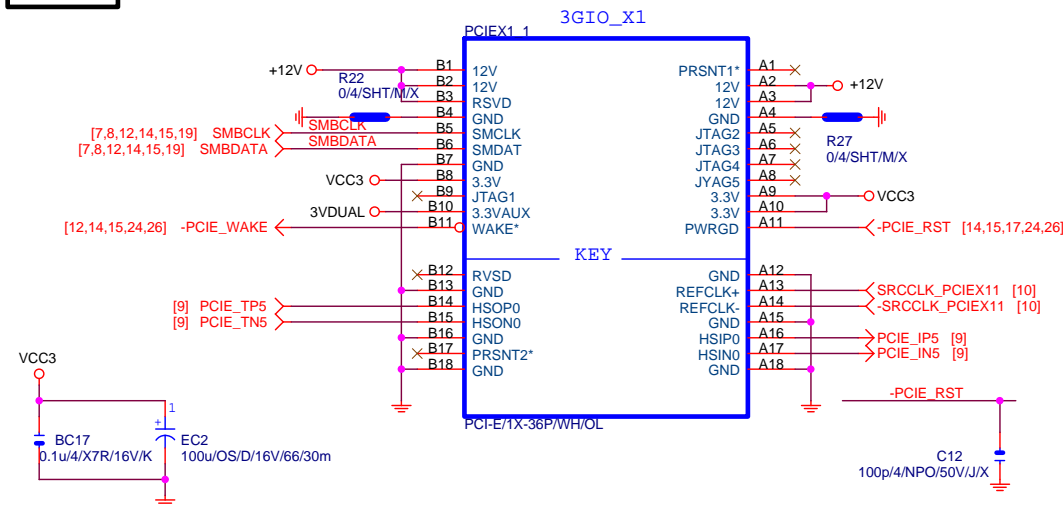 3GIO_X1
PCIEX1_1
+12V
R22
0/4/SHT/M/X
B1 12V
B2 12V
B3 RSVD
B4 GND
[7,8,12,14,15,19] SMBCLK SMBCLK B5 SMCLK
[7,8,12,14,15,19] SMBDATA SMBDATA B6 SMDAT
B7 GND
VCC3 B8 3.3V
B9 JTAG1
3VDUAL B10 3.3VAUX
[12,14,15,24,26] -PCIE_WAKE B11 WAKE*
PRSNT1* A1
12V A2 +12V
12V A3
GND A4
JTAG2 A5
JTAG3 A6
JTAG4 A7
JYAG5 A8
3.3V A9 VCC3
3.3V A10
PWRGD A11 -PCIE_RST [14,15,17,24,26]
R27
0/4/SHT/M/X
KEY
B12 RVSD
B13 GND
[9] PCIE_TP5 B14 HSOP0
[9] PCIE_TN5 B15 HSON0
B16 GND
B17 PRSNT2*
B18 GND
GND A12
REFCLK+ A13 SRCCLK_PCIEX11 [10]
REFCLK- A14 -SRCCLK_PCIEX11 [10]
GND A15
HSIP0 A16 PCIE_IP5 [9]
HSIN0 A17 PCIE_IN5 [9]
GND A18
PCI-E/1X-36P/WH/OL
VCC3
BC17
0.1u/4/X7R/16V/K
1
+
EC2
100u/OS/D/16V/66/30m
-PCIE_RST
C12
100p/4/NPO/50V/J/X